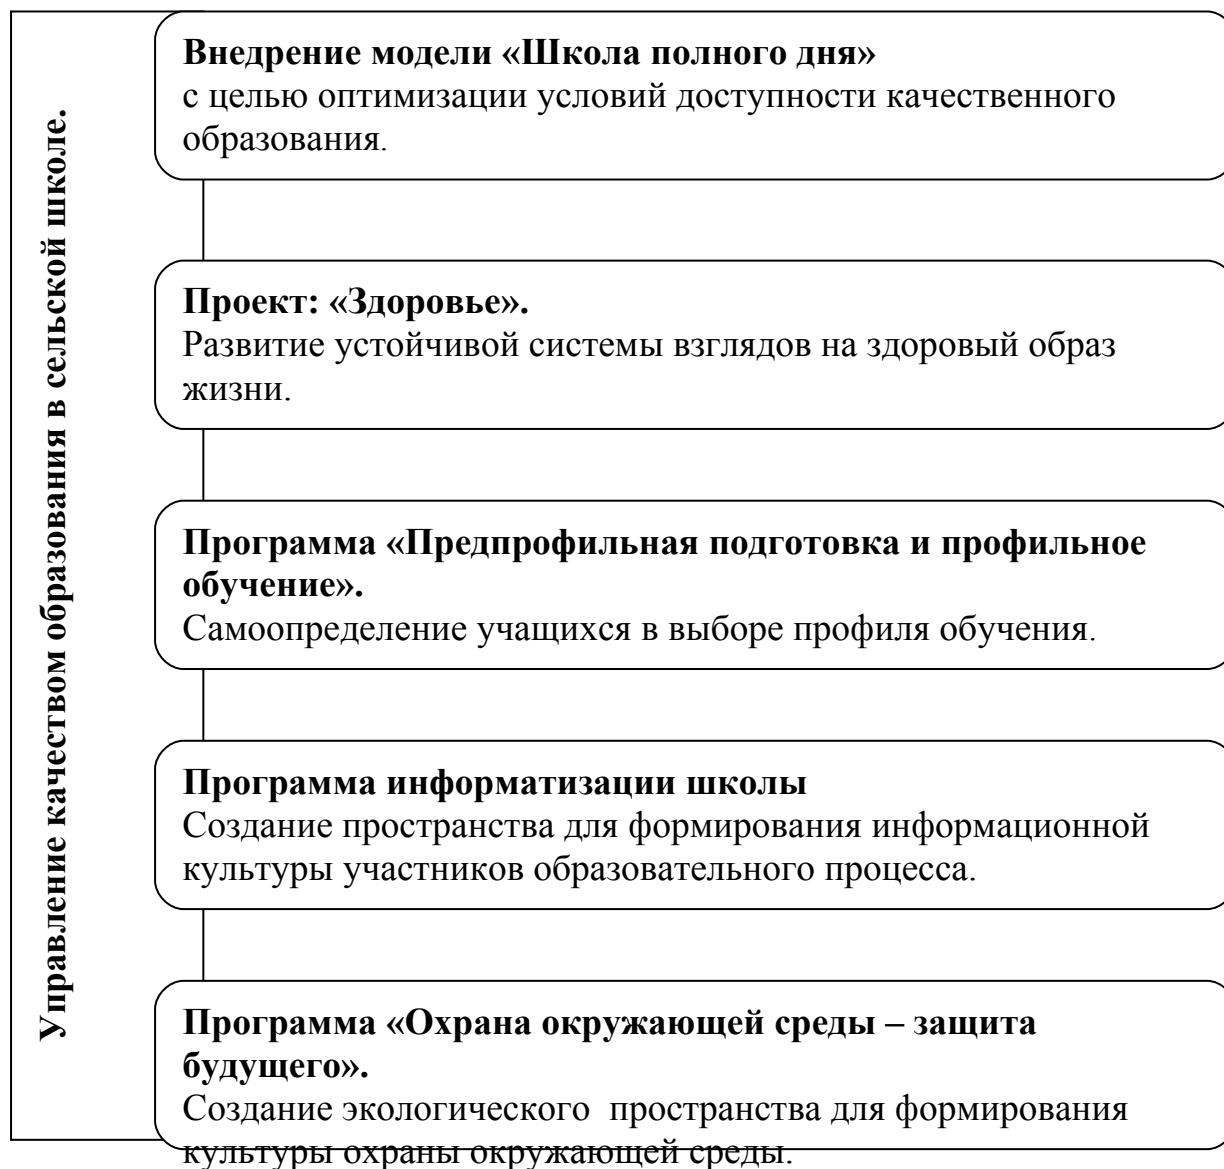 Управление качеством образования в сельской школе.
Внедрение модели «Школа полного дня»
с целью оптимизации условий доступности качественного
образования.
Проект: «Здоровье».
Развитие устойчивой системы взглядов на здоровый образ
жизни.
Программа «Предпрофильная подготовка и профильное
обучение».
Самоопределение учащихся в выборе профиля обучения.
Программа информатизации школы
Создание пространства для формирования информационной
культуры участников образовательного процесса.
Программа «Охрана окружающей среды – защита
будущего».
Создание экологического  пространства для формирования
культуры охраны окружающей среды.